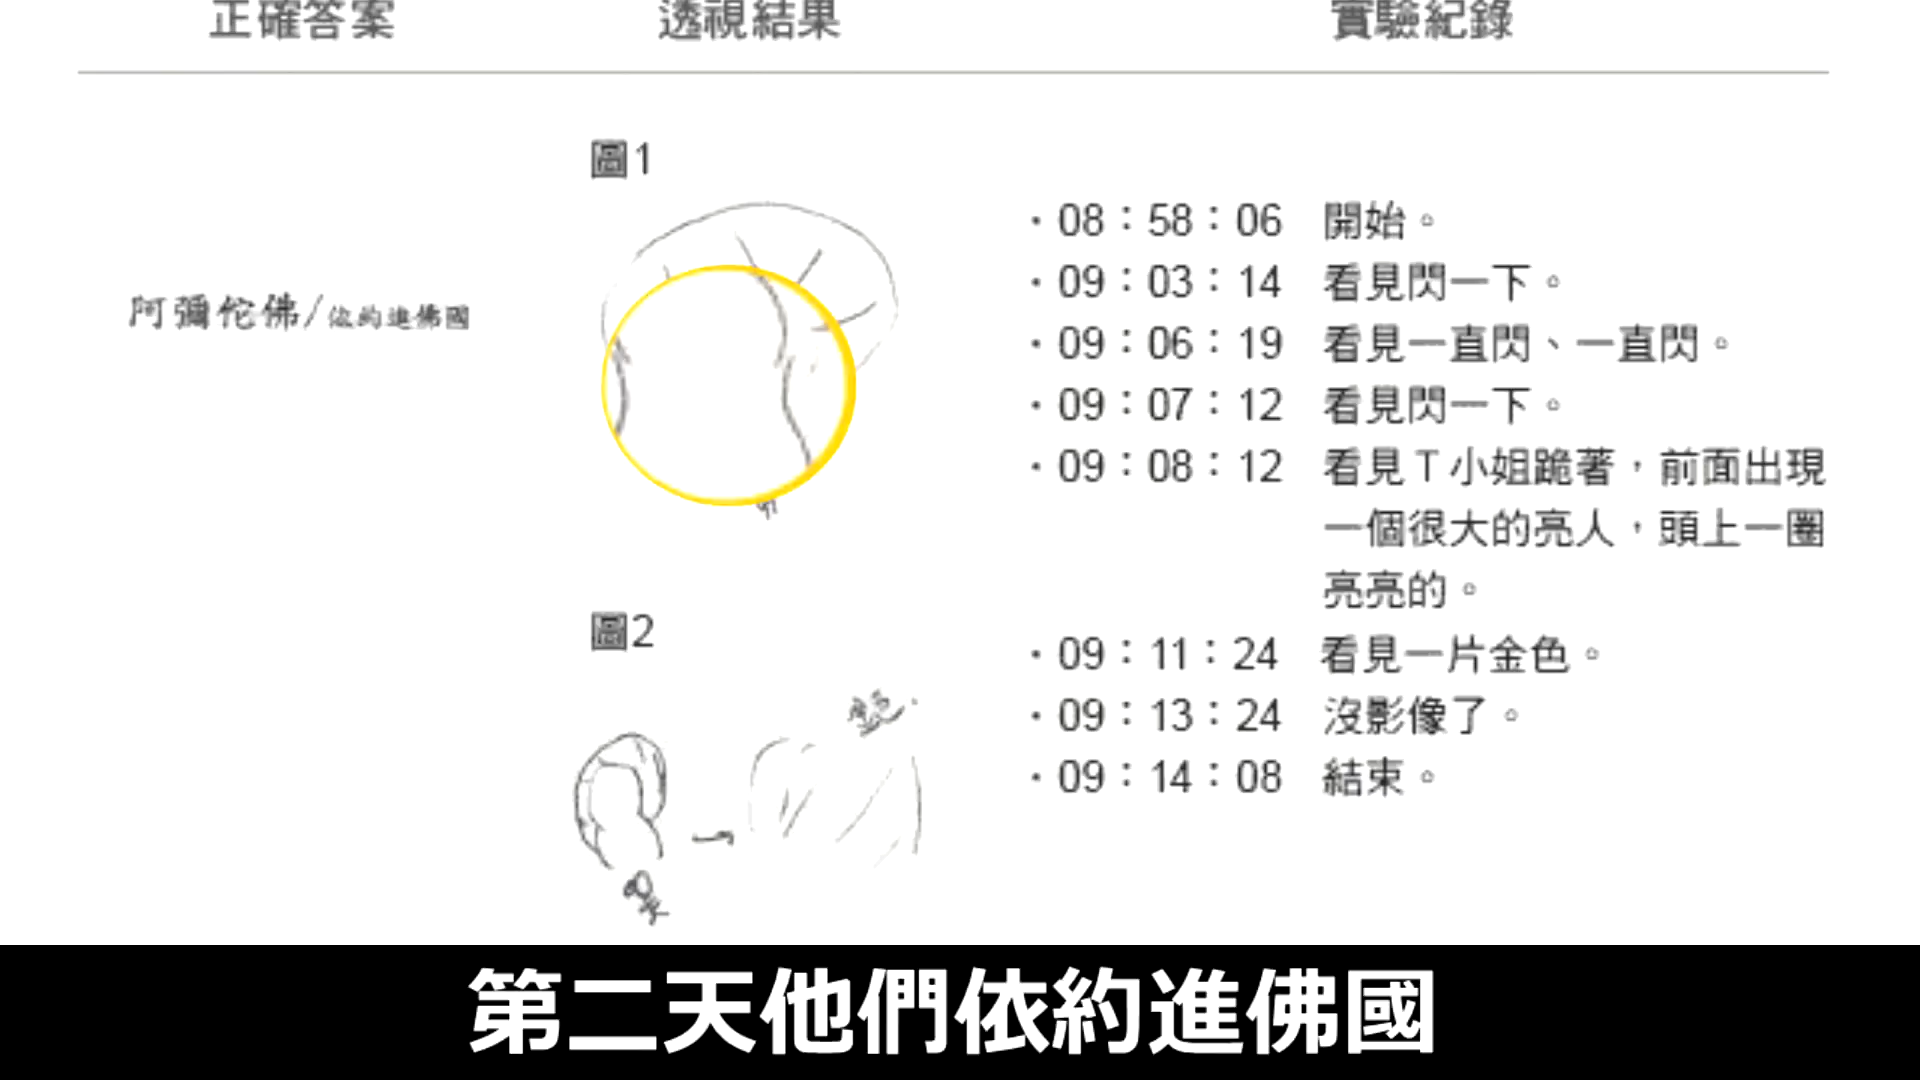 正確答案
透視結果
實驗紀錄
圖1
阿彌佗佛/依約進佛國
・08：58：06 開始。
・09：03：14 看見閃一下。
・09：06：19 看見一直閃、一直閃。
・09：07：12 看見閃一下。
・09：08：12 看見T小姐跪著，前面出現
一個很大的亮人，頭上一圈
亮亮的。
圖2
・09：11：24 看見一片金色。
・09：13：24 沒影像了。
・09：14：08 結束。
第二天他們依約進佛國